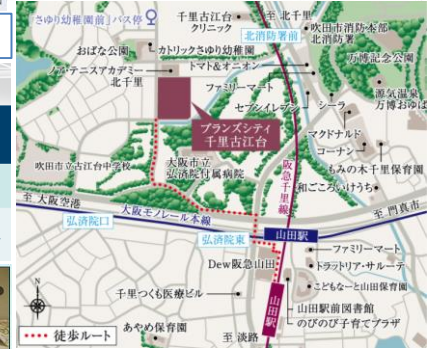 さゆり幼稚園前
バス停
千里古江台
クリニック
至 北千里
北消防署前
吹田市消防本部
北消防署
おばな公園
カトリックさゆり幼稚園
万博記念公園
ノア・テニスアカデミー
北千里
トマト&オニオン
ファミリーマート
セブンイレブン
シーラ
源気温泉
万博おゆば
ブランズシティ
千里古江台
マクドナルド
コーナン
もみの木千里保育園
吹田市立古江台中学校
大阪市立
弘済院付属病院
阪急千里線
和ごころいけうち
至 大阪空港
大阪モノレール本線
至 門真市
弘済院口
弘済院東
山田駅
ファミリーマート
Dew阪急山田
トラットリア・サルーテ
こどもなーと山田保育園
千里つくも医療ビル
山田駅
山田駅前図書館
のびのび子育てプラザ
N
徒歩ルート
あやめ保育園
至 淡路